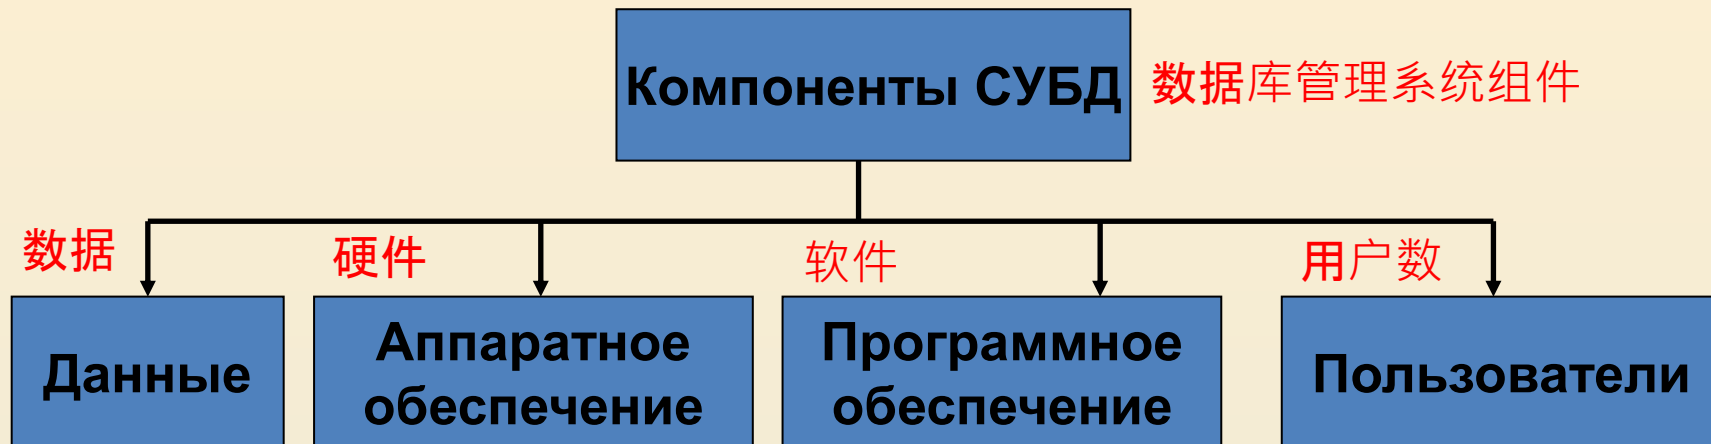 Компоненты СУБД
数据库管理系统组件
数据
硬件
软件
用户数
Данные
Аппаратное
обеспечение
Программное
обеспечение
Пользователи